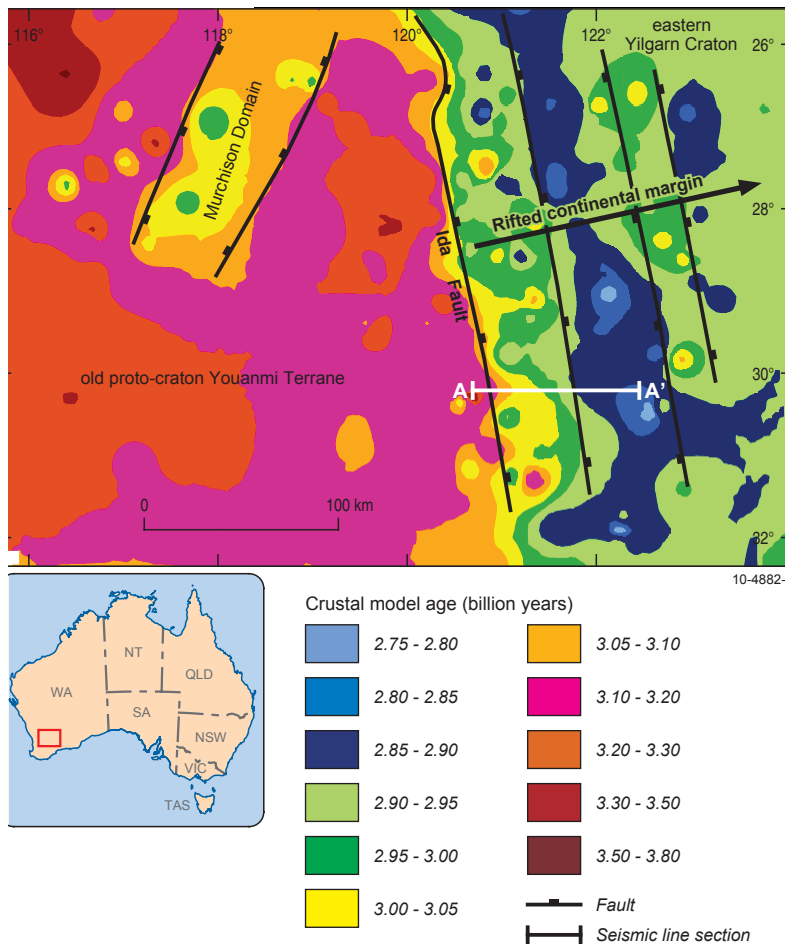 116°
118°
120°
122°
eastern
Yilgarn Craton
26°
Murchison Domain
Rifted continental margin
28°
Ida Fault
30°
old proto-craton Youanmi Terrane
A
A'
0
100 km
32°
10-4882-
WA
NT
QLD
SA
NSW
VIC
TAS
Crustal model age (billion years)
2.75 - 2.80
2.80 - 2.85
2.85 - 2.90
2.90 - 2.95
2.95 - 3.00
3.00 - 3.05
3.05 - 3.10
3.10 - 3.20
3.20 - 3.30
3.30 - 3.50
3.50 - 3.80
Fault
Seismic line section